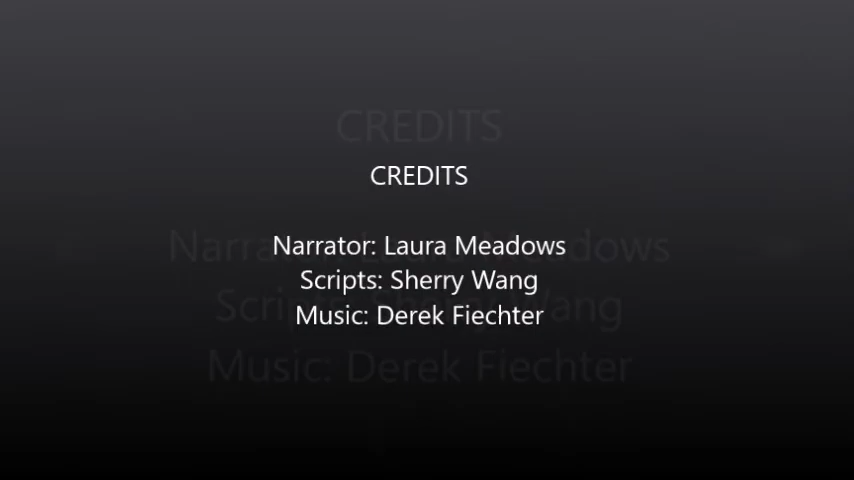 CREDITS
Narrator: Laura Meadows
Scripts: Sherry Wang
Music: Derek Fiechter